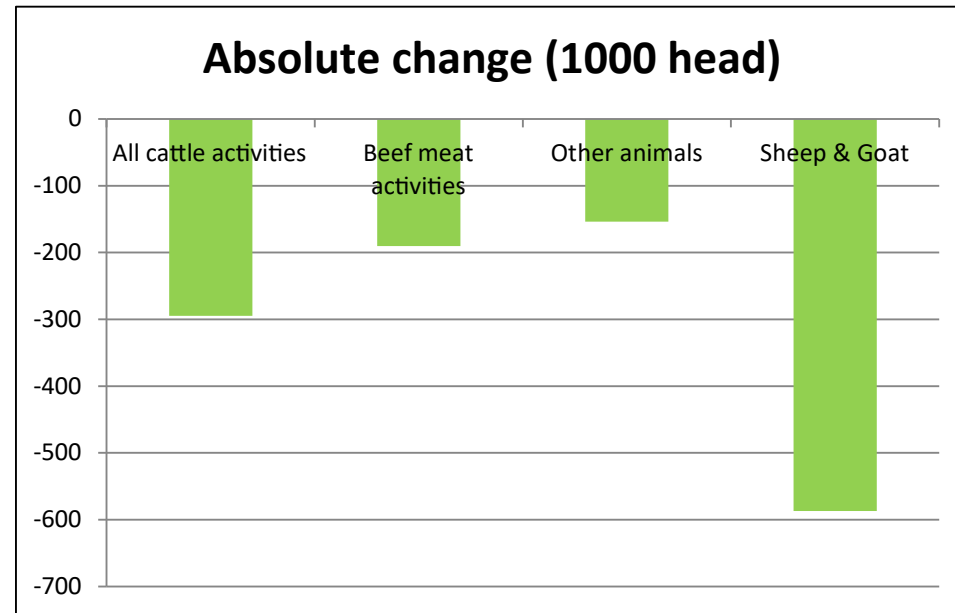 Absolute change (1000 head)
0
All cattle activities
Beef meat
activities
Other animals
Sheep & Goat
-100
-200
-300
-400
-500
-600
-700